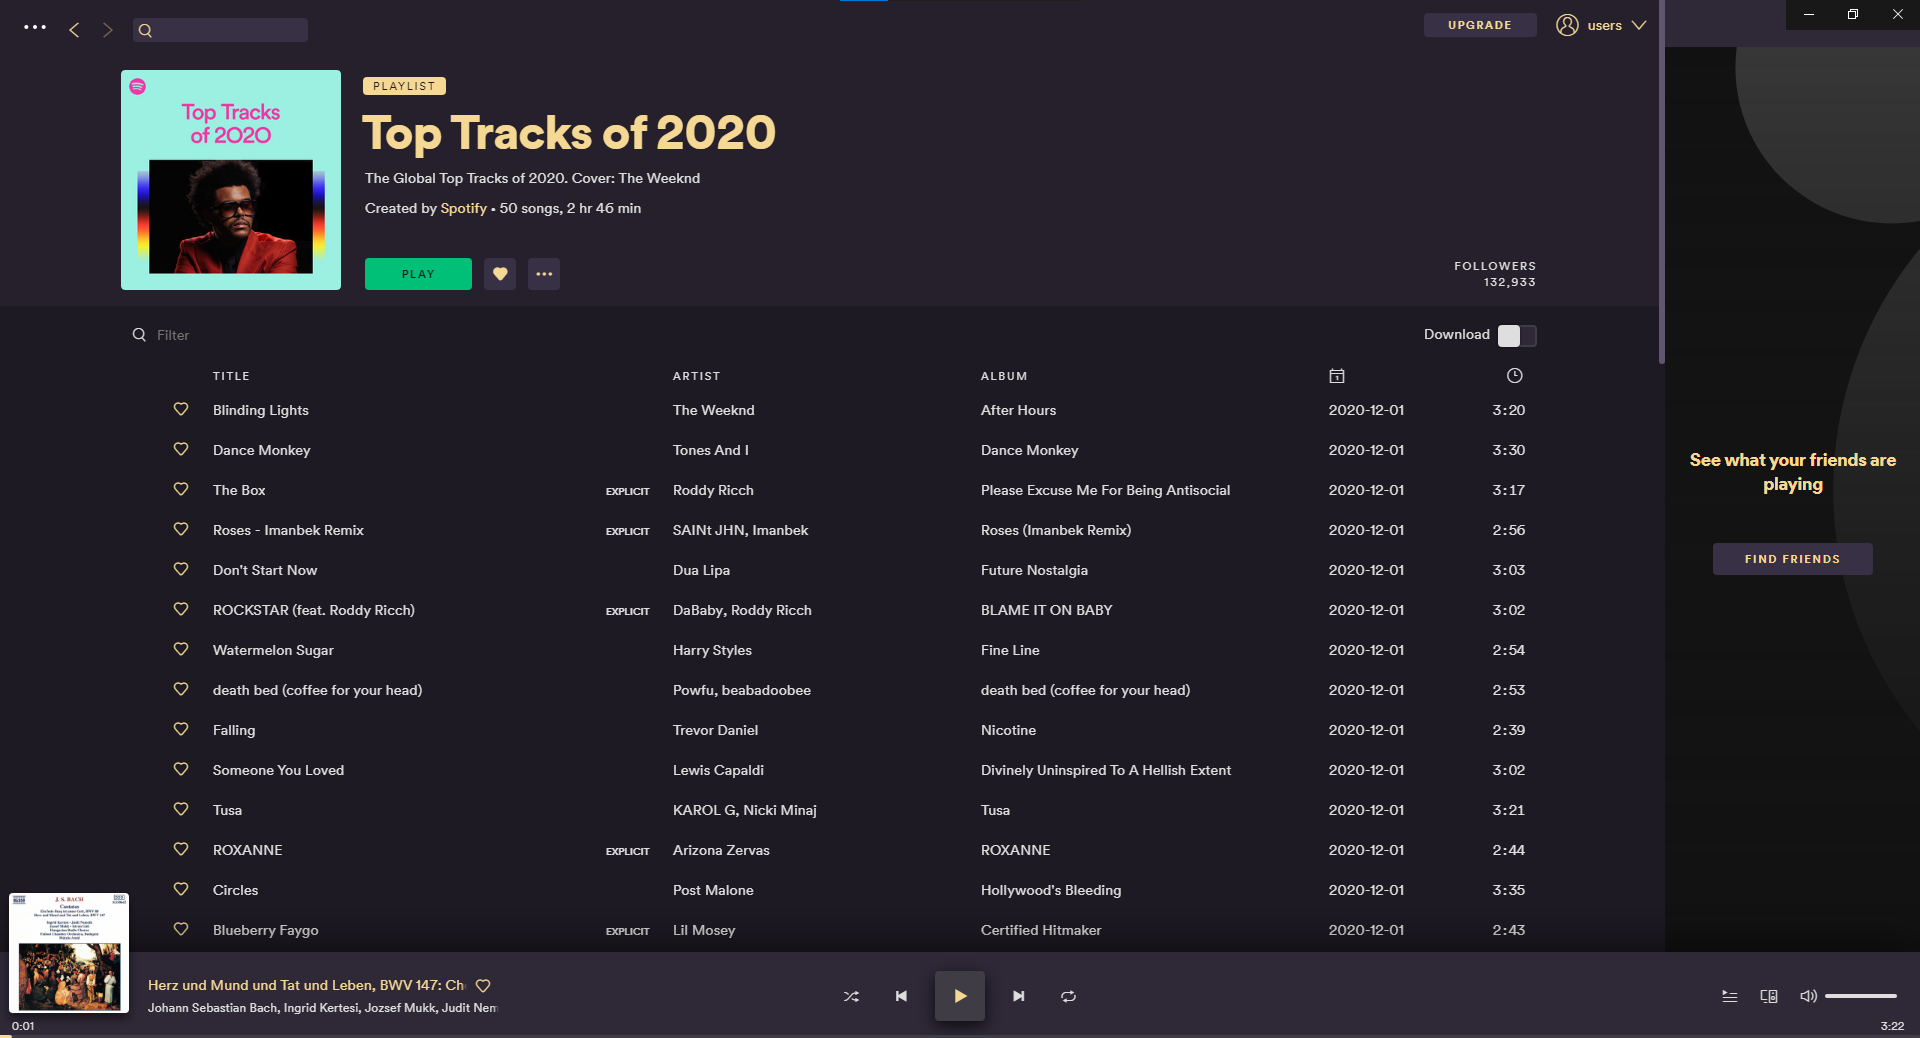 UPGRADE
users
Top Tracks
of 2020
PLAYLIST
Top Tracks of 2020
The Global Top Tracks of 2020. Cover: The Weeknd
Created by Spotify • 50 songs, 2 hr 46 min
PLAY
FOLLOWERS
132,933
Filter
Download
TITLE ARTIST ALBUM
Blinding Lights The Weeknd After Hours 2020-12-01 3:20
Dance Monkey Tones And I Dance Monkey 2020-12-01 3:30
The Box EXPLICIT Roddy Ricch Please Excuse Me For Being Antisocial 2020-12-01 3:17
Roses - Imanbek Remix EXPLICIT SAINt JHN, Imanbek Roses (Imanbek Remix) 2020-12-01 2:56
Don't Start Now Dua Lipa Future Nostalgia 2020-12-01 3:03
ROCKSTAR (feat. Roddy Ricch) EXPLICIT DaBaby, Roddy Ricch BLAME IT ON BABY 2020-12-01 3:02
Watermelon Sugar Harry Styles Fine Line 2020-12-01 2:54
death bed (coffee for your head) Powfu, beabadoobee death bed (coffee for your head) 2020-12-01 2:53
Falling Trevor Daniel Nicotine 2020-12-01 2:39
Someone You Loved Lewis Capaldi Divinely Uninspired To A Hellish Extent 2020-12-01 3:02
Tusa KAROL G, Nicki Minaj Tusa 2020-12-01 3:21
ROXANNE EXPLICIT Arizona Zervas ROXANNE 2020-12-01 2:44
Circles Post Malone Hollywood's Bleeding 2020-12-01 3:35
Blueberry Faygo EXPLICIT Lil Mosey Certified Hitmaker 2020-12-01 2:43
See what your friends are
playing
FIND FRIENDS
J. S. BACH
Cantatas
Herz und Mund und Tat und Leben, BWV 147: Ch
Johann Sebastian Bach, Ingrid Kertesi, Jozsef Mukk, Judit Nem
0:01
3:22